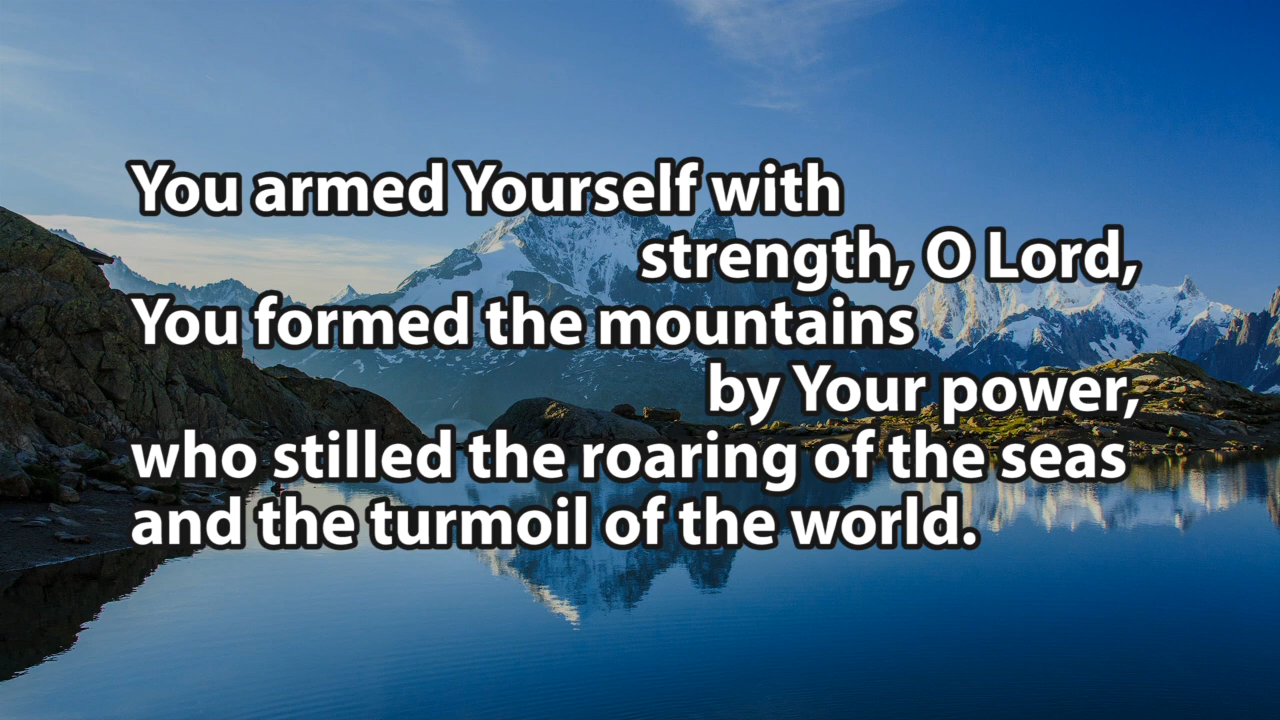 You armed Yourself with
strength, O Lord,
You formed the mountains
by Your power,
who stilled the roaring of the seas
and the turmoil of the world.